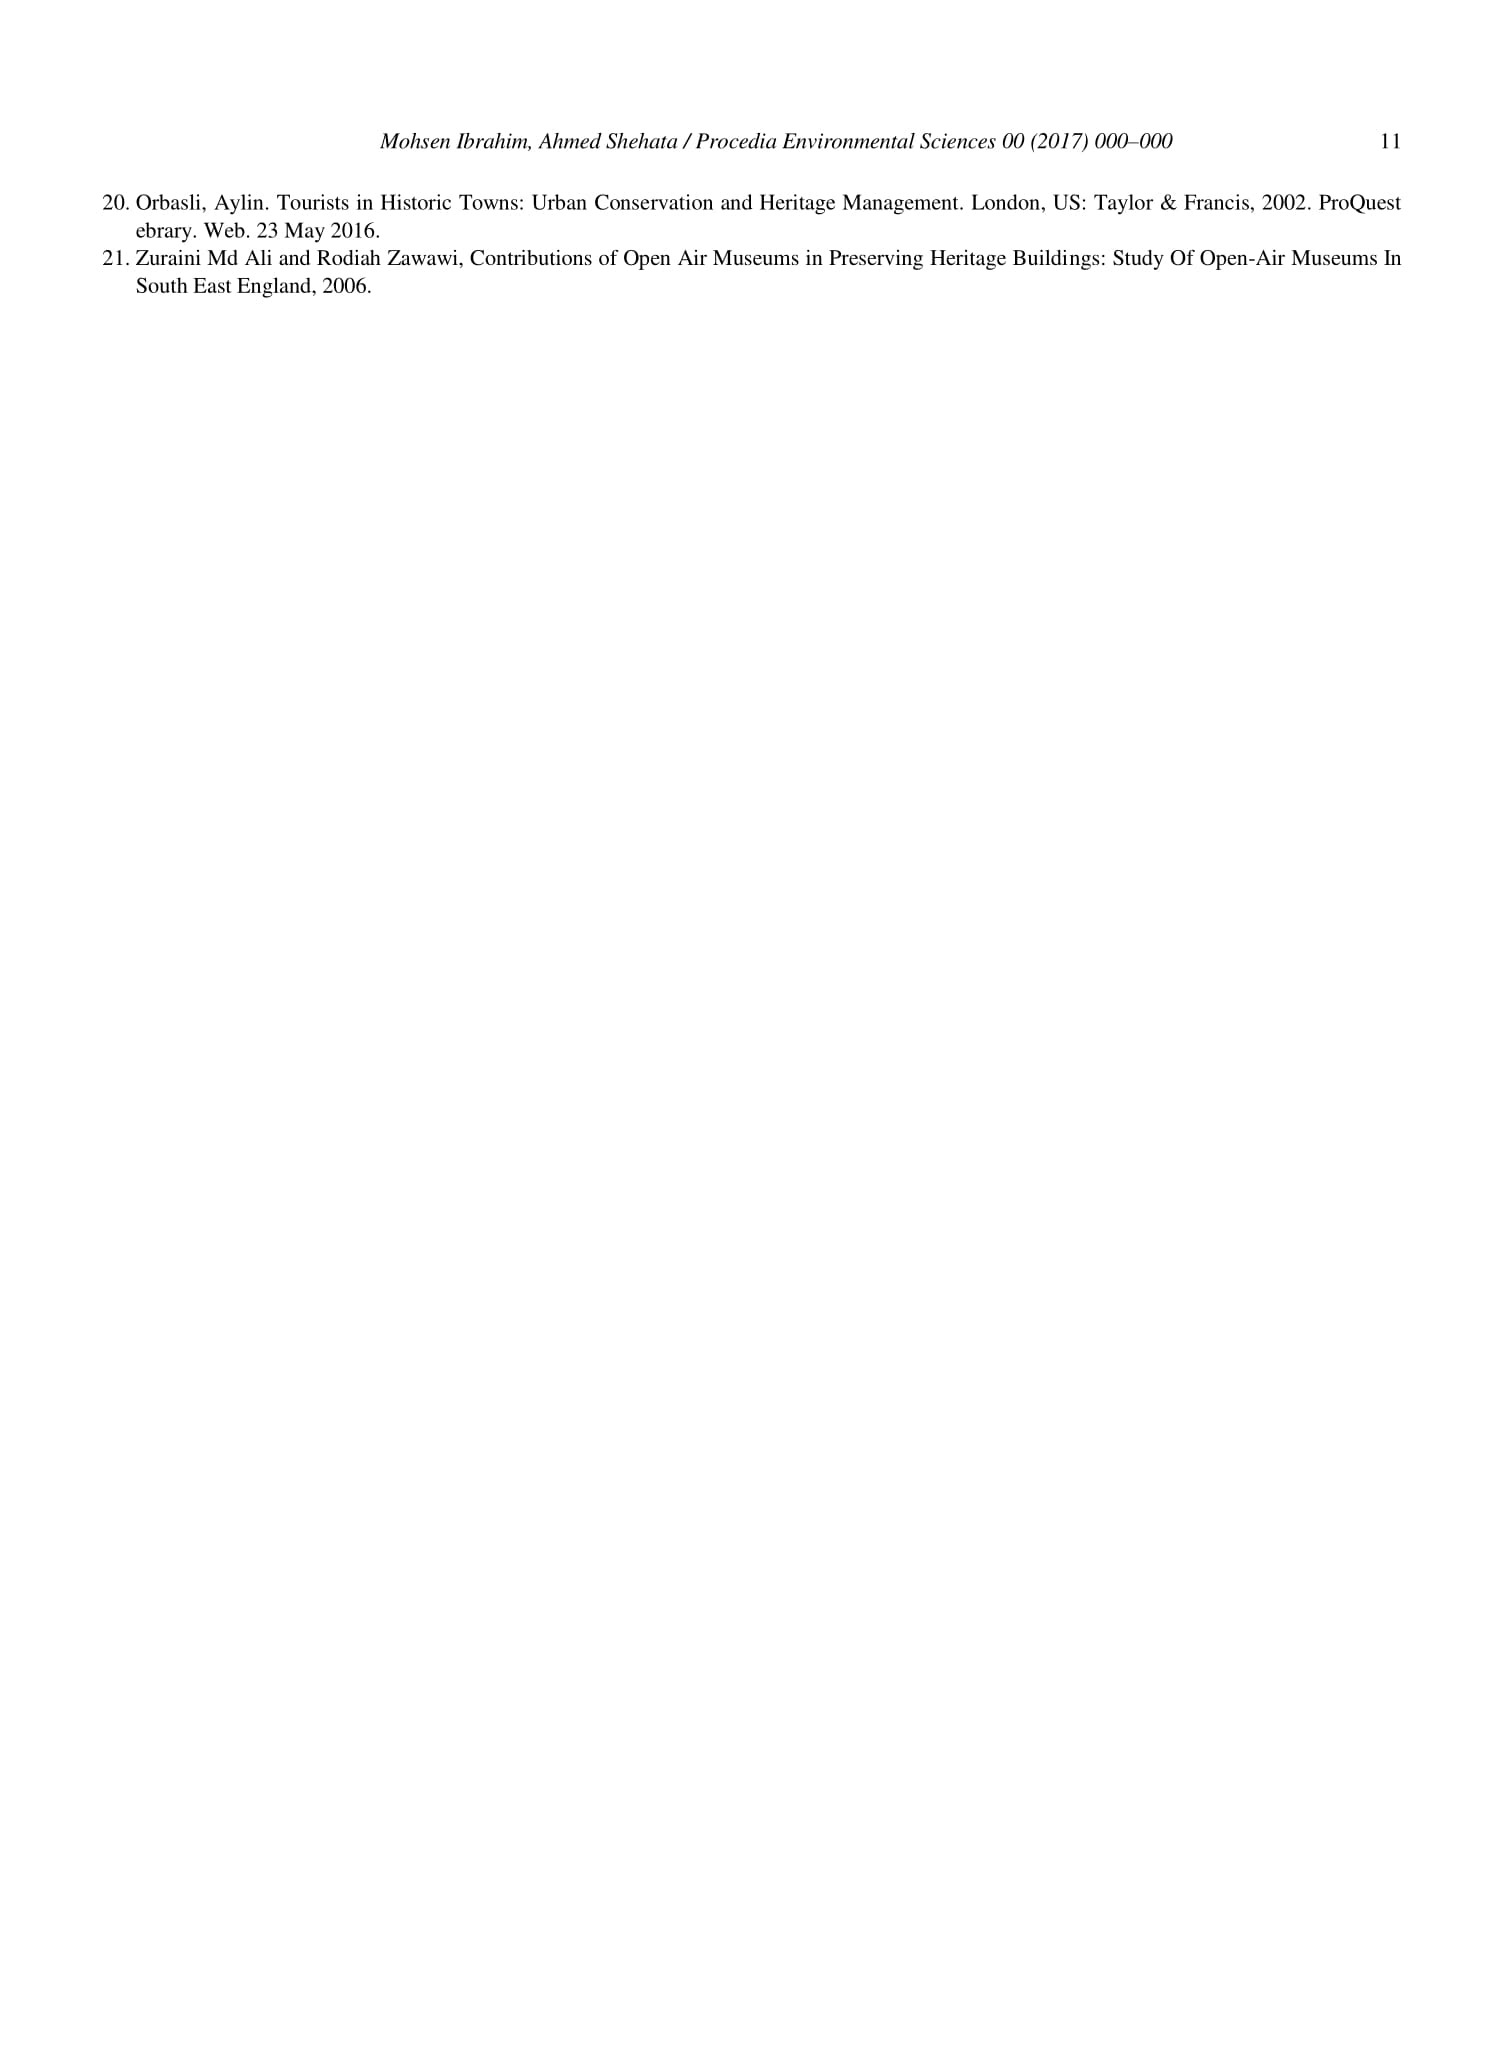 Mohsen Ibrahim, Ahmed Shehata / Procedia Environmental Sciences 00 (2017) 000–000 11
20. Orbasli, Aylin. Tourists in Historic Towns: Urban Conservation and Heritage Management. London, US: Taylor & Francis, 2002. ProQuest
ebrary. Web. 23 May 2016.
21. Zuraini Md Ali and Rodiah Zawawi, Contributions of Open Air Museums in Preserving Heritage Buildings: Study Of Open-Air Museums In
South East England, 2006.